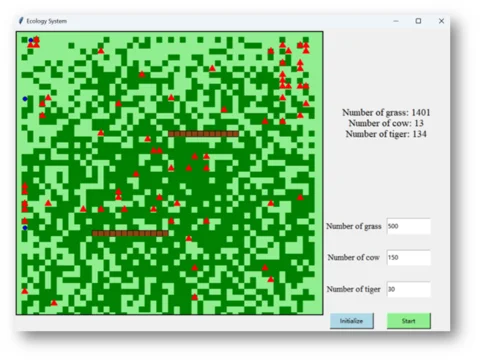 Ecology System
Number of grass: 1401
Number of cow: 13
Number of tiger: 134
Number of grass 500
Number of cow 150
Number of tiger 30
Initialize Start